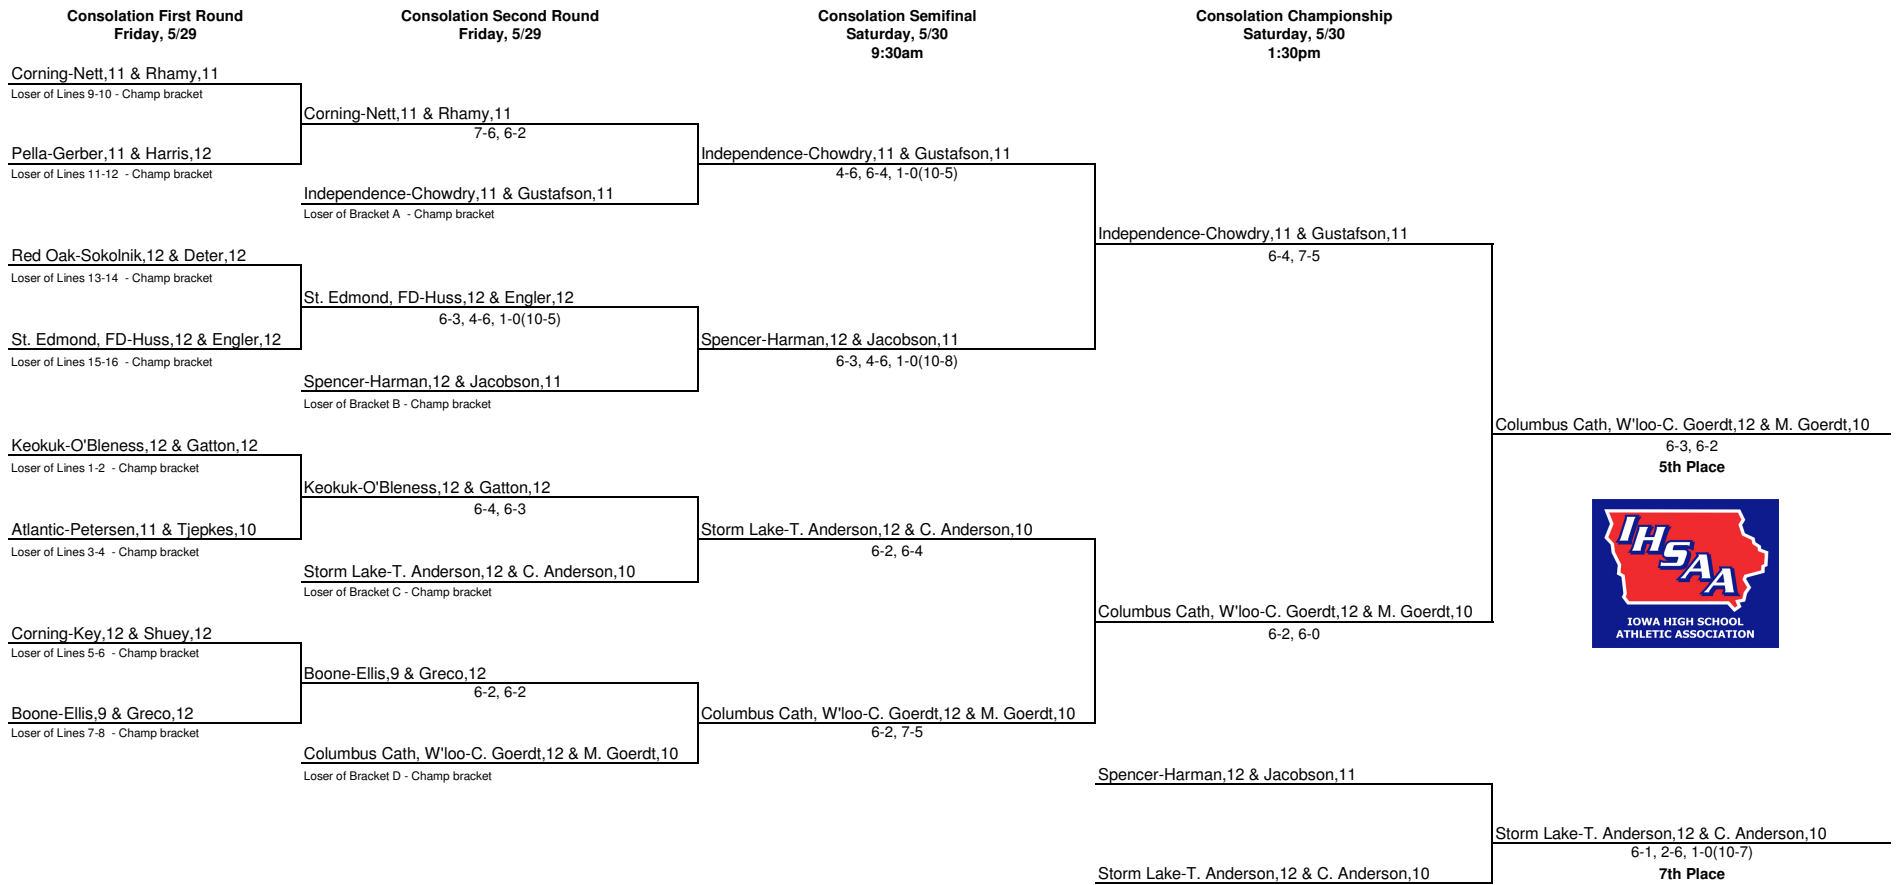 Consolation First Round
Friday, 5/29
Consolation Second Round
Friday, 5/29
Consolation Semifinal
Saturday, 5/30
9:30am
Consolation Championship
Saturday, 5/30
1:30pm
Corning-Nett,11 & Rhamy,11
Loser of Lines 9-10 - Champ bracket
Pella-Gerber,11 & Harris,12
Loser of Lines 11-12 - Champ bracket
Red Oak-Sokolnik,12 & Deter,12
Loser of Lines 13-14 - Champ bracket
St. Edmond, FD-Huss,12 & Engler,12
Loser of Lines 15-16 - Champ bracket
Keokuk-O'Bleness,12 & Gatton,12
Loser of Lines 1-2 - Champ bracket
Atlantic-Petersen,11 & Tjepkes,10
Loser of Lines 3-4 - Champ bracket
Corning-Key,12 & Shuey,12
Loser of Lines 5-6 - Champ bracket
Boone-Ellis,9 & Greco,12
Loser of Lines 7-8 - Champ bracket
Corning-Nett,11 & Rhamy,11
7-6, 6-2
Independence-Chowdry,11 & Gustafson,11
Loser of Bracket A - Champ bracket
St. Edmond, FD-Huss,12 & Engler,12
6-3, 4-6, 1-0(10-5)
Spencer-Harman,12 & Jacobson,11
Loser of Bracket B - Champ bracket
Keokuk-O'Bleness,12 & Gatton,12
6-4, 6-3
Storm Lake-T. Anderson,12 & C. Anderson,10
Loser of Bracket C - Champ bracket
Boone-Ellis,9 & Greco,12
6-2, 6-2
Columbus Cath, W'loo-C. Goerdt,12 & M. Goerdt,10
Loser of Bracket D - Champ bracket
Independence-Chowdry,11 & Gustafson,11
4-6, 6-4, 1-0(10-5)
Spencer-Harman,12 & Jacobson,11
6-3, 4-6, 1-0(10-8)
Storm Lake-T. Anderson,12 & C. Anderson,10
6-2, 6-4
Columbus Cath, W'loo-C. Goerdt,12 & M. Goerdt,10
6-2, 7-5
Independence-Chowdry,11 & Gustafson,11
6-4, 7-5
Columbus Cath, W'loo-C. Goerdt,12 & M. Goerdt,10
6-2, 6-0
Spencer-Harman,12 & Jacobson,11
Storm Lake-T. Anderson,12 & C. Anderson,10
Columbus Cath, W'loo-C. Goerdt,12 & M. Goerdt,10
6-3, 6-2
5th Place
IHSAA
IOWA HIGH SCHOOL
ATHLETIC ASSOCIATION
Storm Lake-T. Anderson,12 & C. Anderson,10
6-1, 2-6, 1-0(10-7)
7th Place